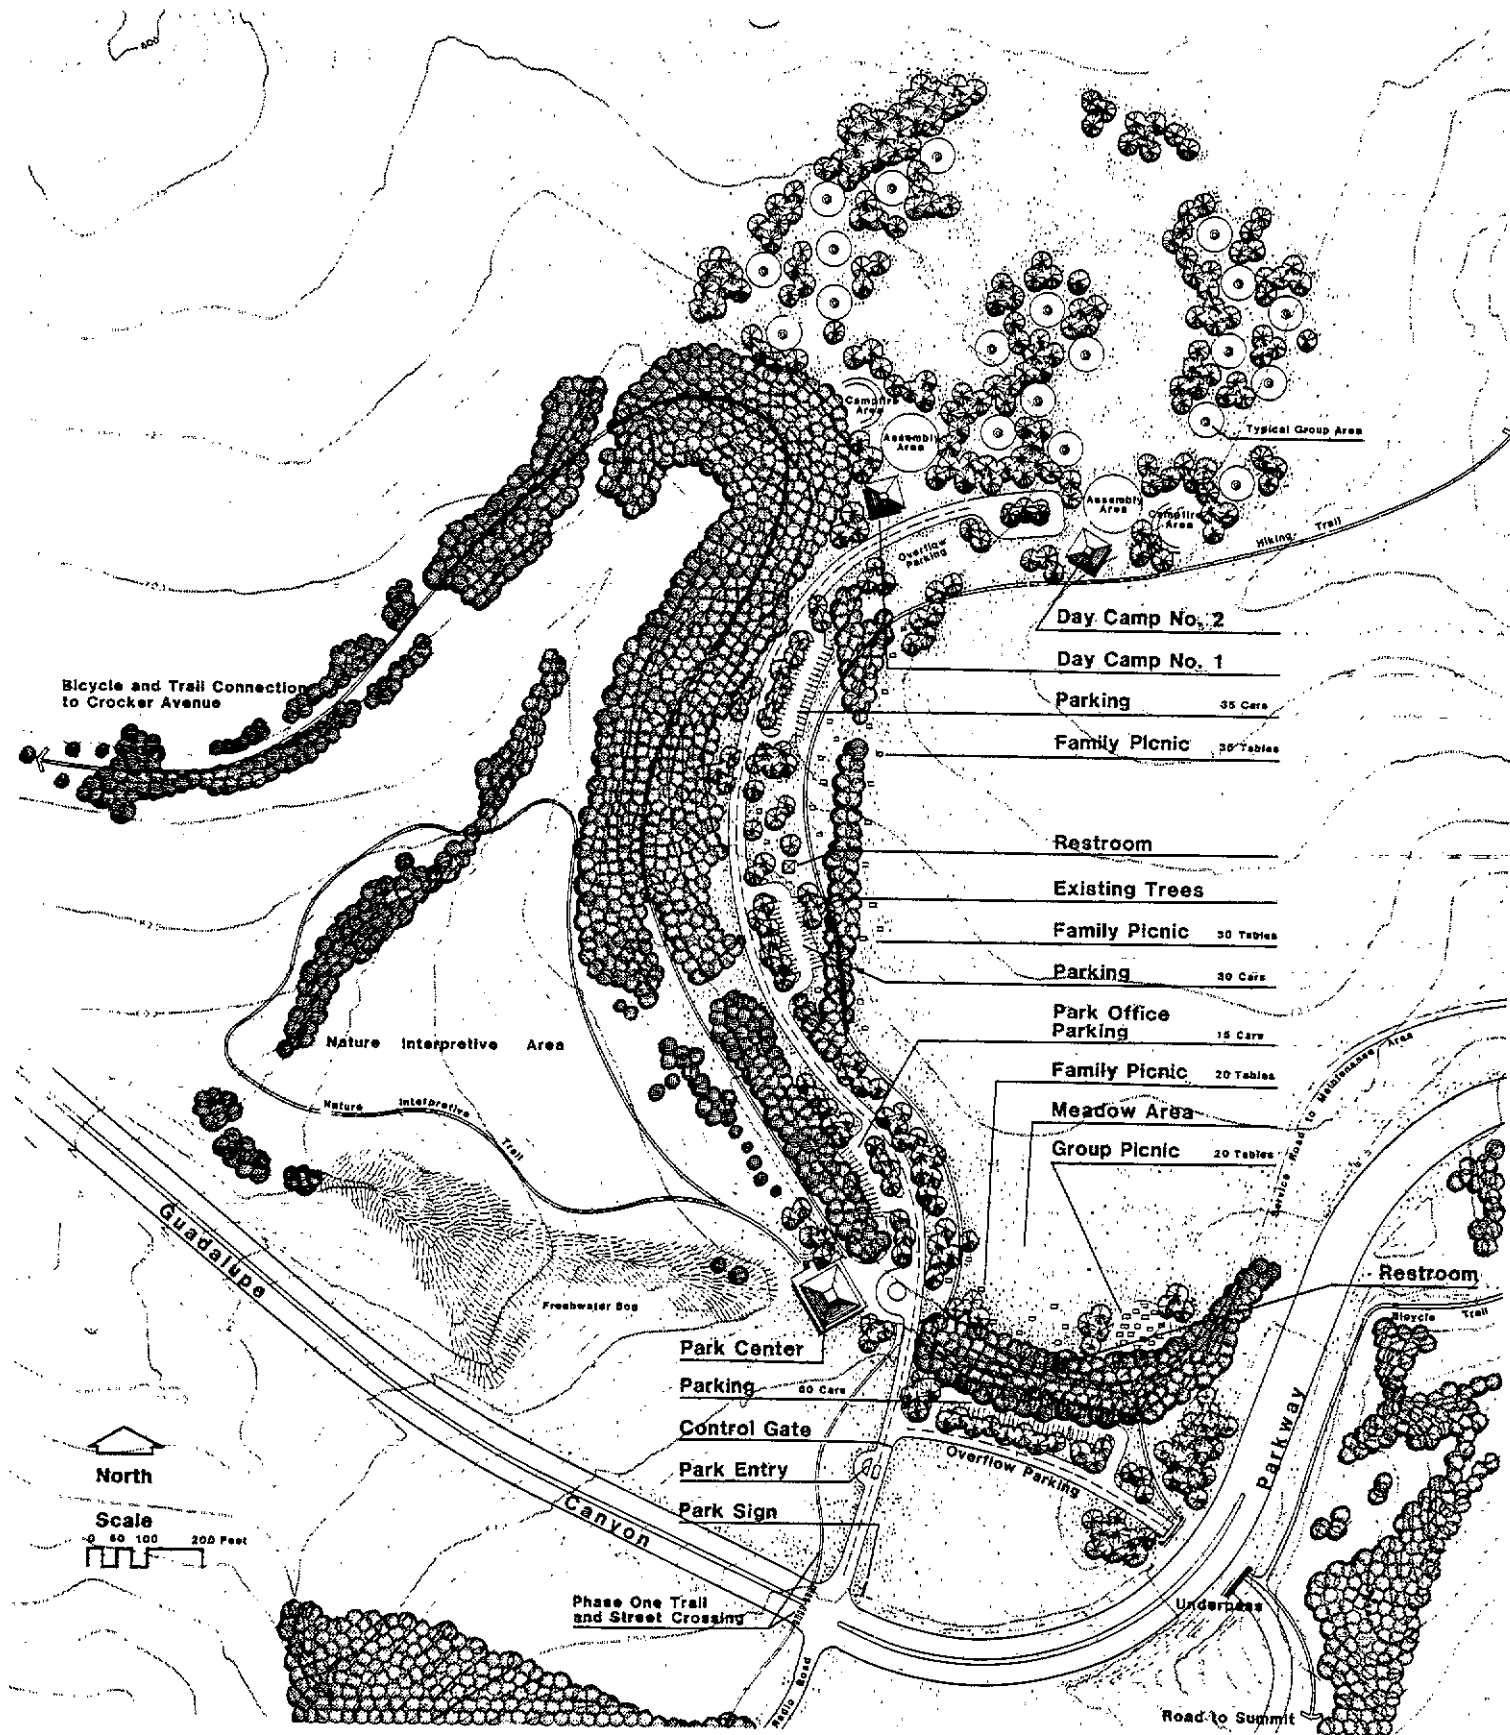 600
Campfire
Area
Assembly
Area
Typical Group Area
Assembly
Area
Campfire
Area
Hiking Trail
Overflow
Parking
Day Camp No. 2
Day Camp No. 1
Bicycle and Trail Connection
to Crocker Avenue
Parking 35 Cars
Family Picnic 35 Tables
Restroom
Existing Trees
Family Picnic 30 Tables
Parking 30 Cars
Park Office
Parking 15 Cars
Nature Interpretive Area
Family Picnic 20 Tables
Service Road to Maintenance Area
Meadow Area
Nature Interpretive Trail
Group Picnic 20 Tables
Restroom
Freshwater Bog
Bicycle Trail
Park Center
Parking 60 Cars
Control Gate
Overflow Parking
Park Entry
Park Sign
Guadalupe Canyon Parkway
North
Scale
0 50 100 200 Feet
Phase One Trail
and Street Crossing
Underpass
Radio Road
Road to Summit